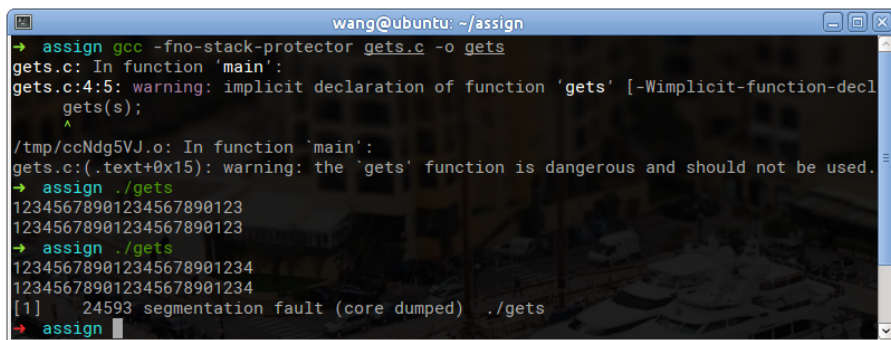 wang@ubuntu: ~/assign
➜ assign gcc -fno-stack-protector gets.c -o gets
gets.c: In function ‘main’:
gets.c:4:5: warning: implicit declaration of function ‘gets’ [-Wimplicit-function-decl
gets(s);
^
/tmp/ccNdg5VJ.o: In function `main':
gets.c:(.text+0x15): warning: the `gets' function is dangerous and should not be used.
➜ assign ./gets
12345678901234567890123
12345678901234567890123
➜ assign ./gets
123456789012345678901234
123456789012345678901234
[1] 24593 segmentation fault (core dumped) ./gets
➜ assign